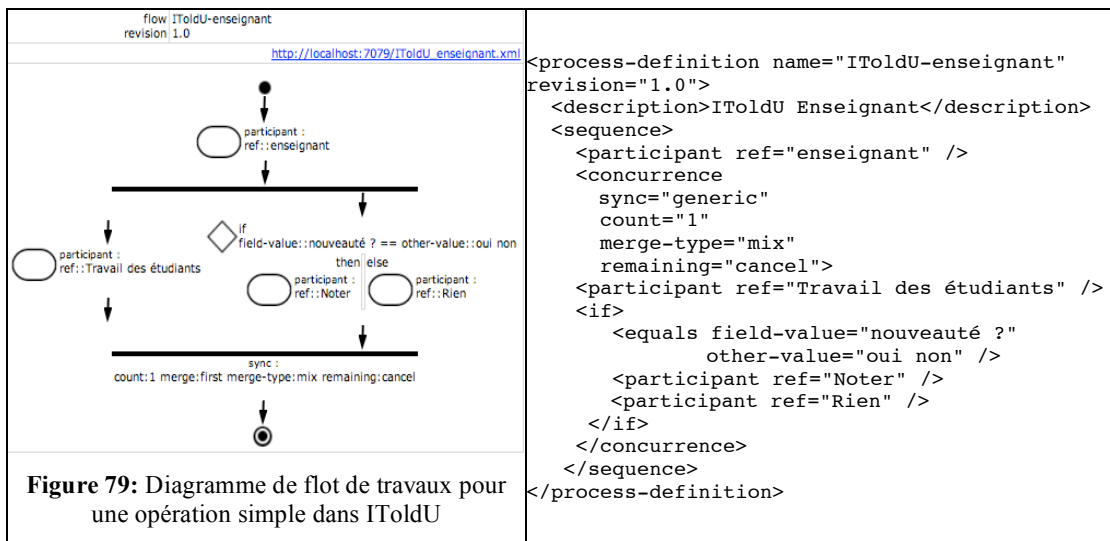 flow IToldU-enseignant
revision 1.0
http://localhost:7079/IToldU_enseignant.xml
participant :
ref::enseignant
if
field-value::nouveauté ? == other-value::oui non
participant :
ref::Travail des étudiants
then else
participant :
ref::Noter
participant :
ref::Rien
sync :
count:1 merge:first merge-type:mix remaining:cancel
Figure 79: Diagramme de flot de travaux pour
une opération simple dans IToldU
<process-definition name="IToldU-enseignant"
revision="1.0">
<description>IToldU Enseignant</description>
<sequence>
<participant ref="enseignant" />
<concurrence
sync="generic"
count="1"
merge-type="mix"
remaining="cancel">
<participant ref="Travail des étudiants" />
<if>
<equals field-value="nouveauté ?"
other-value="oui non" />
<participant ref="Noter" />
<participant ref="Rien" />
</if>
</concurrence>
</sequence>
</process-definition>